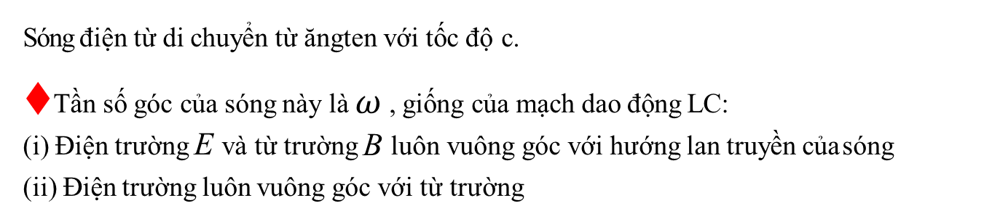 Sóng điện từ di chuyển từ ăngten với tốc độ c.
♦Tần số góc của sóng này là ω , giống của mạch dao động LC:
(i) Điện trường E và từ trường B luôn vuông góc với hướng lan truyền củasóng
(ii) Điện trường luôn vuông góc với từ trường